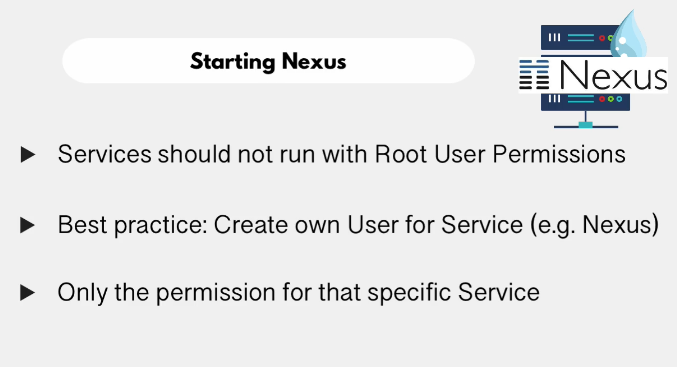 Starting Nexus
Nexus
Services should not run with Root User Permissions
Best practice: Create own User for Service (e.g. Nexus)
Only the permission for that specific Service